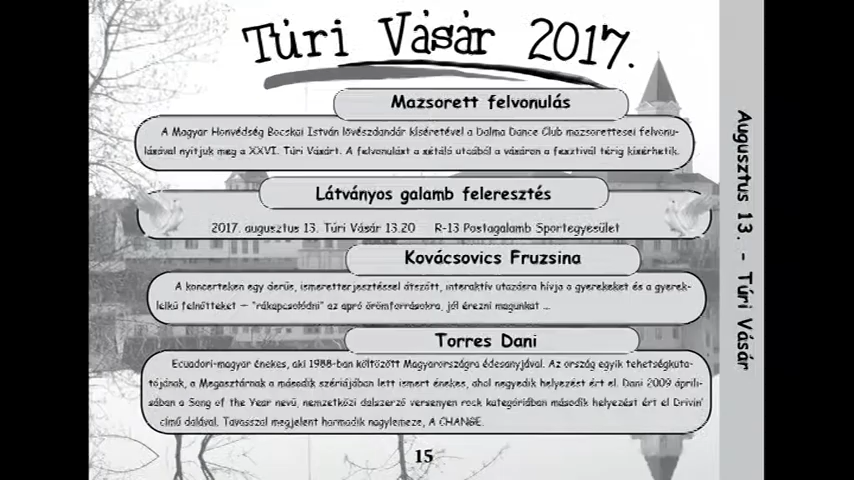 Túri Vásár 2017.
Mazsorett felvonulás
A Magyar Honvédség Bocskai István lövészdandár kíséretével a Dalma Dance Club mazsorettesei felvonu-
lásával nyitjuk meg a XXVI. Túri Vásárt. A felvonulást a sétáló utcából a vásáron a fesztivál térig kísérhetik.
Látványos galamb feleresztés
2017. augusztus 13. Túri Vásár 13.20 R-13 Postagalamb Sportegyesület
Kovácsovics Fruzsina
A koncerteken egy derűs, ismeretterjesztéssel átszőtt, interaktív utazásra hívja a gyerekeket és a gyerek-
lelkű felnőtteket – "rákapcsolódni" az apró örömforrásokra, jól érezni magunkat ...
Torres Dani
Ecuadori-magyar énekes, aki 1988-ban költözött Magyarországra édesanyjával. Az ország egyik tehetségkuta-
tójának, a Megasztárnak a második szériájában lett ismert énekes, ahol negyedik helyezést ért el. Dani 2009 áprili-
sában a Song of the Year nevű, nemzetközi dalszerző versenyen rock kategóriában második helyezést ért el Drivin'
című dalával. Tavasszal megjelent harmadik nagylemeze, A CHANGE.
15
Augusztus 13. - Túri Vásár